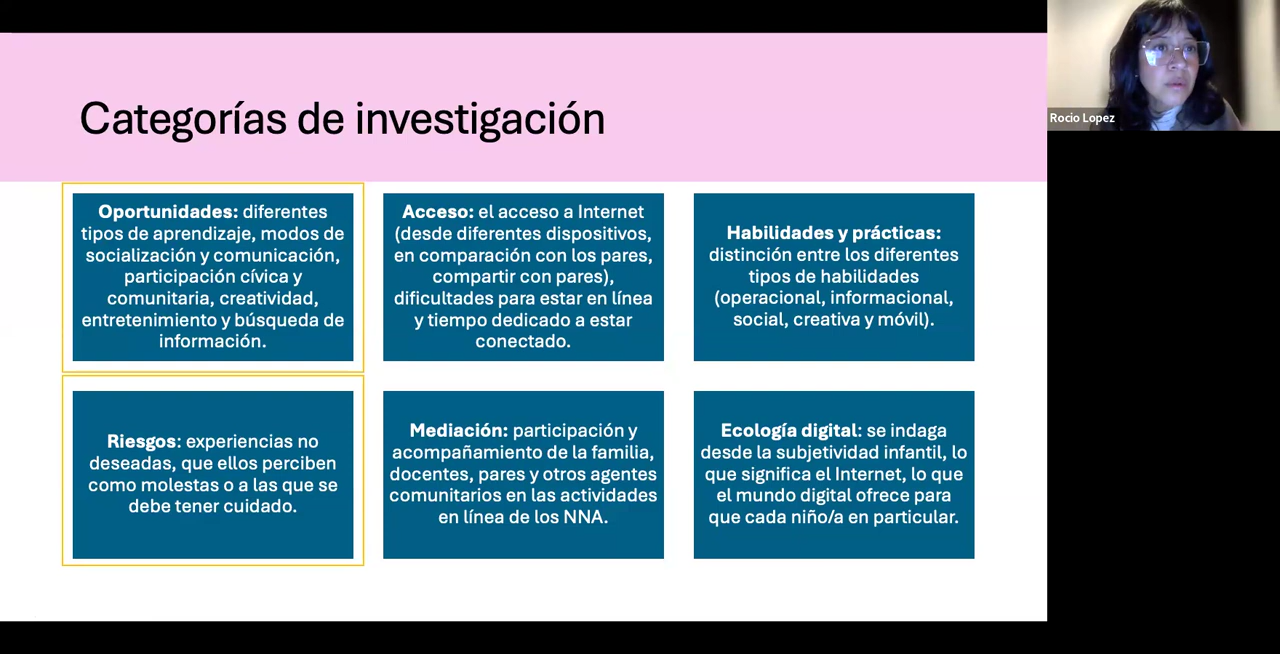 Categorías de investigación
Rocio Lopez
Oportunidades: diferentes
tipos de aprendizaje, modos de
socialización y comunicación,
participación cívica y
comunitaria, creatividad,
entretenimiento y búsqueda de
información.
Acceso: el acceso a Internet
(desde diferentes dispositivos,
en comparación con los pares,
compartir con pares),
dificultades para estar en línea
y tiempo dedicado a estar
conectado.
Habilidades y prácticas:
distinción entre los diferentes
tipos de habilidades
(operacional, informacional,
social, creativa y móvil).
Riesgos: experiencias no
deseadas, que ellos perciben
como molestas o a las que se
debe tener cuidado.
Mediación: participación y
acompañamiento de la familia,
docentes, pares y otros agentes
comunitarios en las actividades
en línea de los NNA.
Ecología digital: se indaga
desde la subjetividad infantil, lo
que significa el Internet, lo que
el mundo digital ofrece para
que cada niño/a en particular.